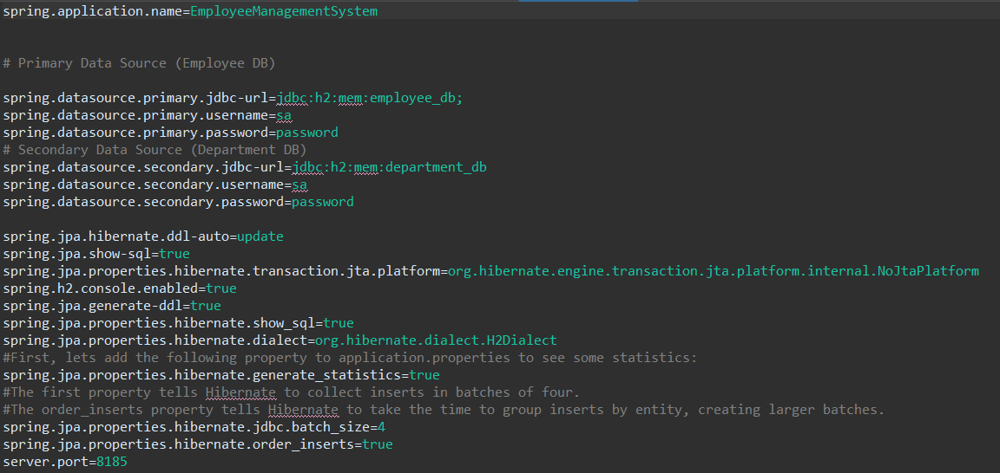 spring.application.name=EmployeeManagementSystem
# Primary Data Source (Employee DB)
spring.datasource.primary.jdbc-url=jdbc:h2:mem:employee_db;
spring.datasource.primary.username=sa
spring.datasource.primary.password=password
# Secondary Data Source (Department DB)
spring.datasource.secondary.jdbc-url=jdbc:h2:mem:department_db
spring.datasource.secondary.username=sa
spring.datasource.secondary.password=password
spring.jpa.hibernate.ddl-auto=update
spring.jpa.show-sql=true
spring.jpa.properties.hibernate.transaction.jta.platform=org.hibernate.engine.transaction.jta.platform.internal.NoJtaPlatform
spring.h2.console.enabled=true
spring.jpa.generate-ddl=true
spring.jpa.properties.hibernate.show_sql=true
spring.jpa.properties.hibernate.dialect=org.hibernate.dialect.H2Dialect
#First, lets add the following property to application.properties to see some statistics:
spring.jpa.properties.hibernate.generate_statistics=true
#The first property tells Hibernate to collect inserts in batches of four.
#The order_inserts property tells Hibernate to take the time to group inserts by entity, creating larger batches.
spring.jpa.properties.hibernate.jdbc.batch_size=4
spring.jpa.properties.hibernate.order_inserts=true
server.port=8185